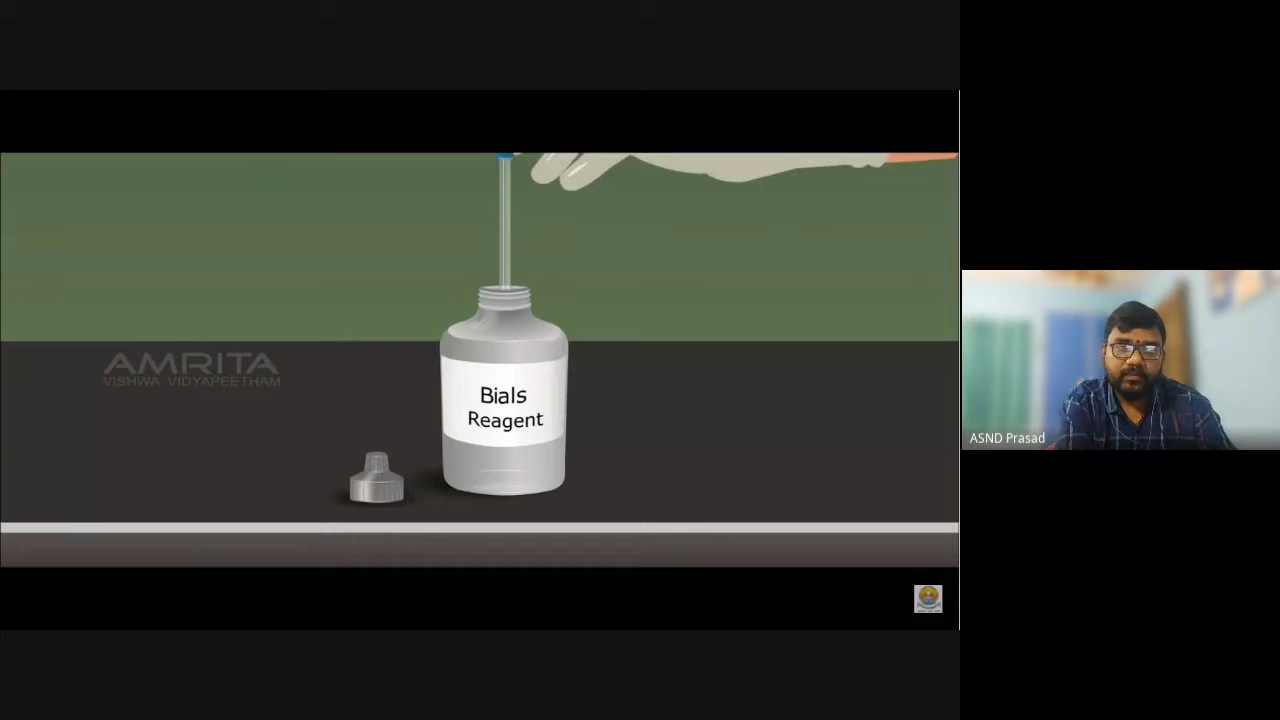 AMRITA
VISHWA VIDYAPEETHAM
Bials
Reagent
ASND Prasad